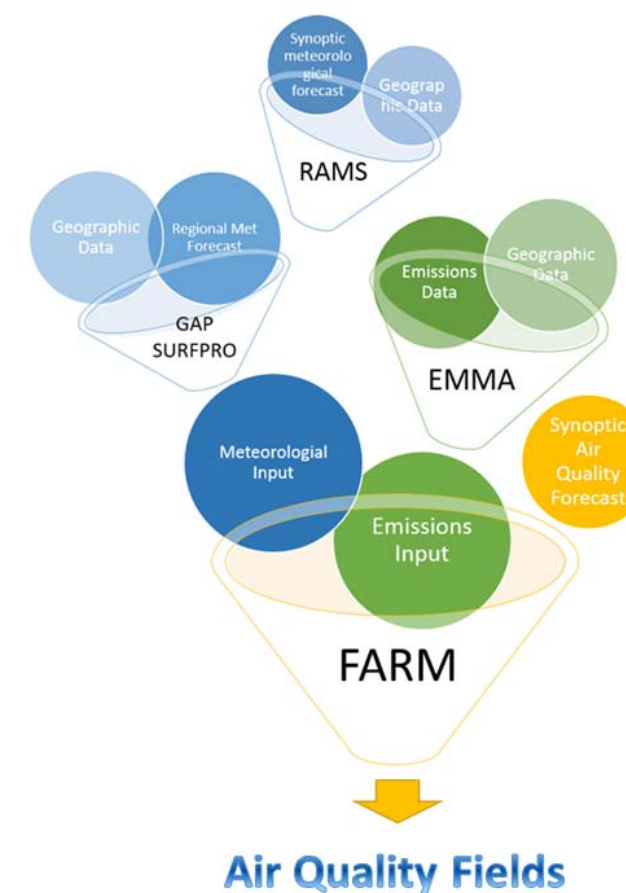 Synoptic
meteorolo
gical
forecast
Geograp
hic Data
RAMS
Geographic
Data
Regional Met
Forecast
GAP
SURFPRO
Emissions
Data
Geographic
Data
EMMA
Meteorologial
Input
Emissions
Input
Synoptic
Air
Quality
Forecast
FARM
Air Quality Fields